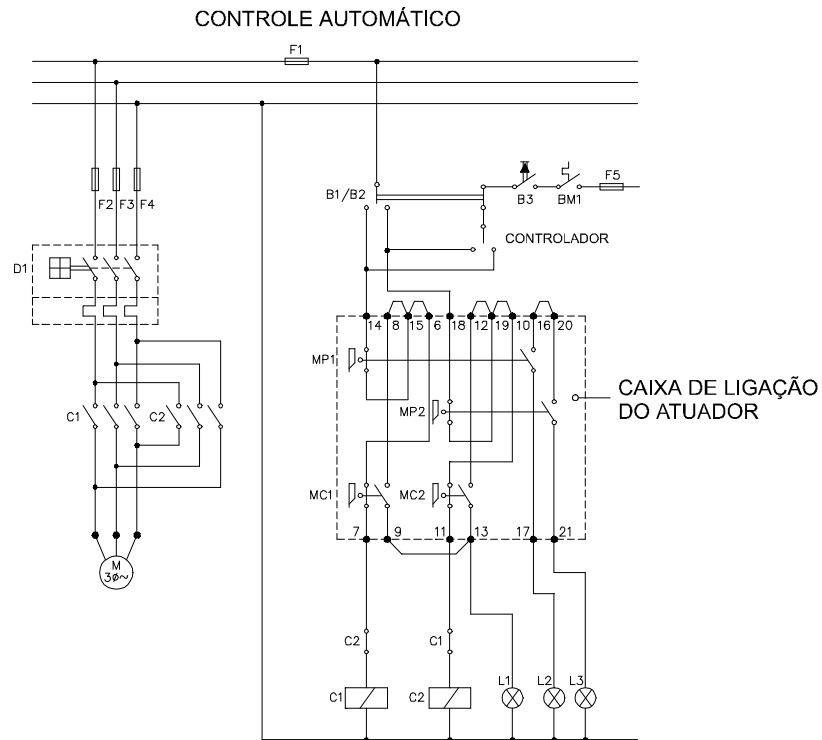 CONTROLE AUTOMÁTICO
F1
F2 F3 F4
B1/B2
B3
BM1
F5
CONTROLADOR
D1
14 8 15 6 18 12 19 10 16 20
MP1
MP2
CAIXA DE LIGAÇÃO
DO ATUADOR
C1
C2
MC1
MC2
7 9 11 13 17 21
M
3ø~
C2
C1
C1
C2
L1
L2
L3